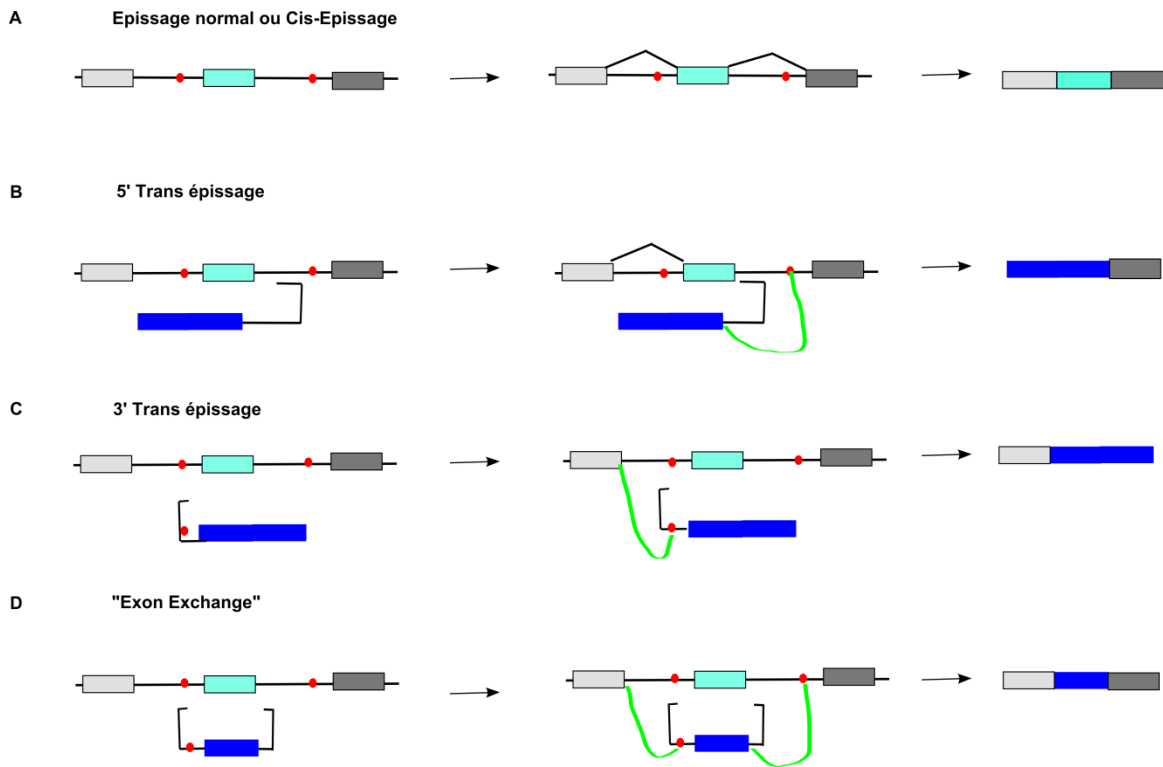 A Epissage normal ou Cis-Epissage
B 5' Trans épissage
C 3' Trans épissage
D "Exon Exchange"